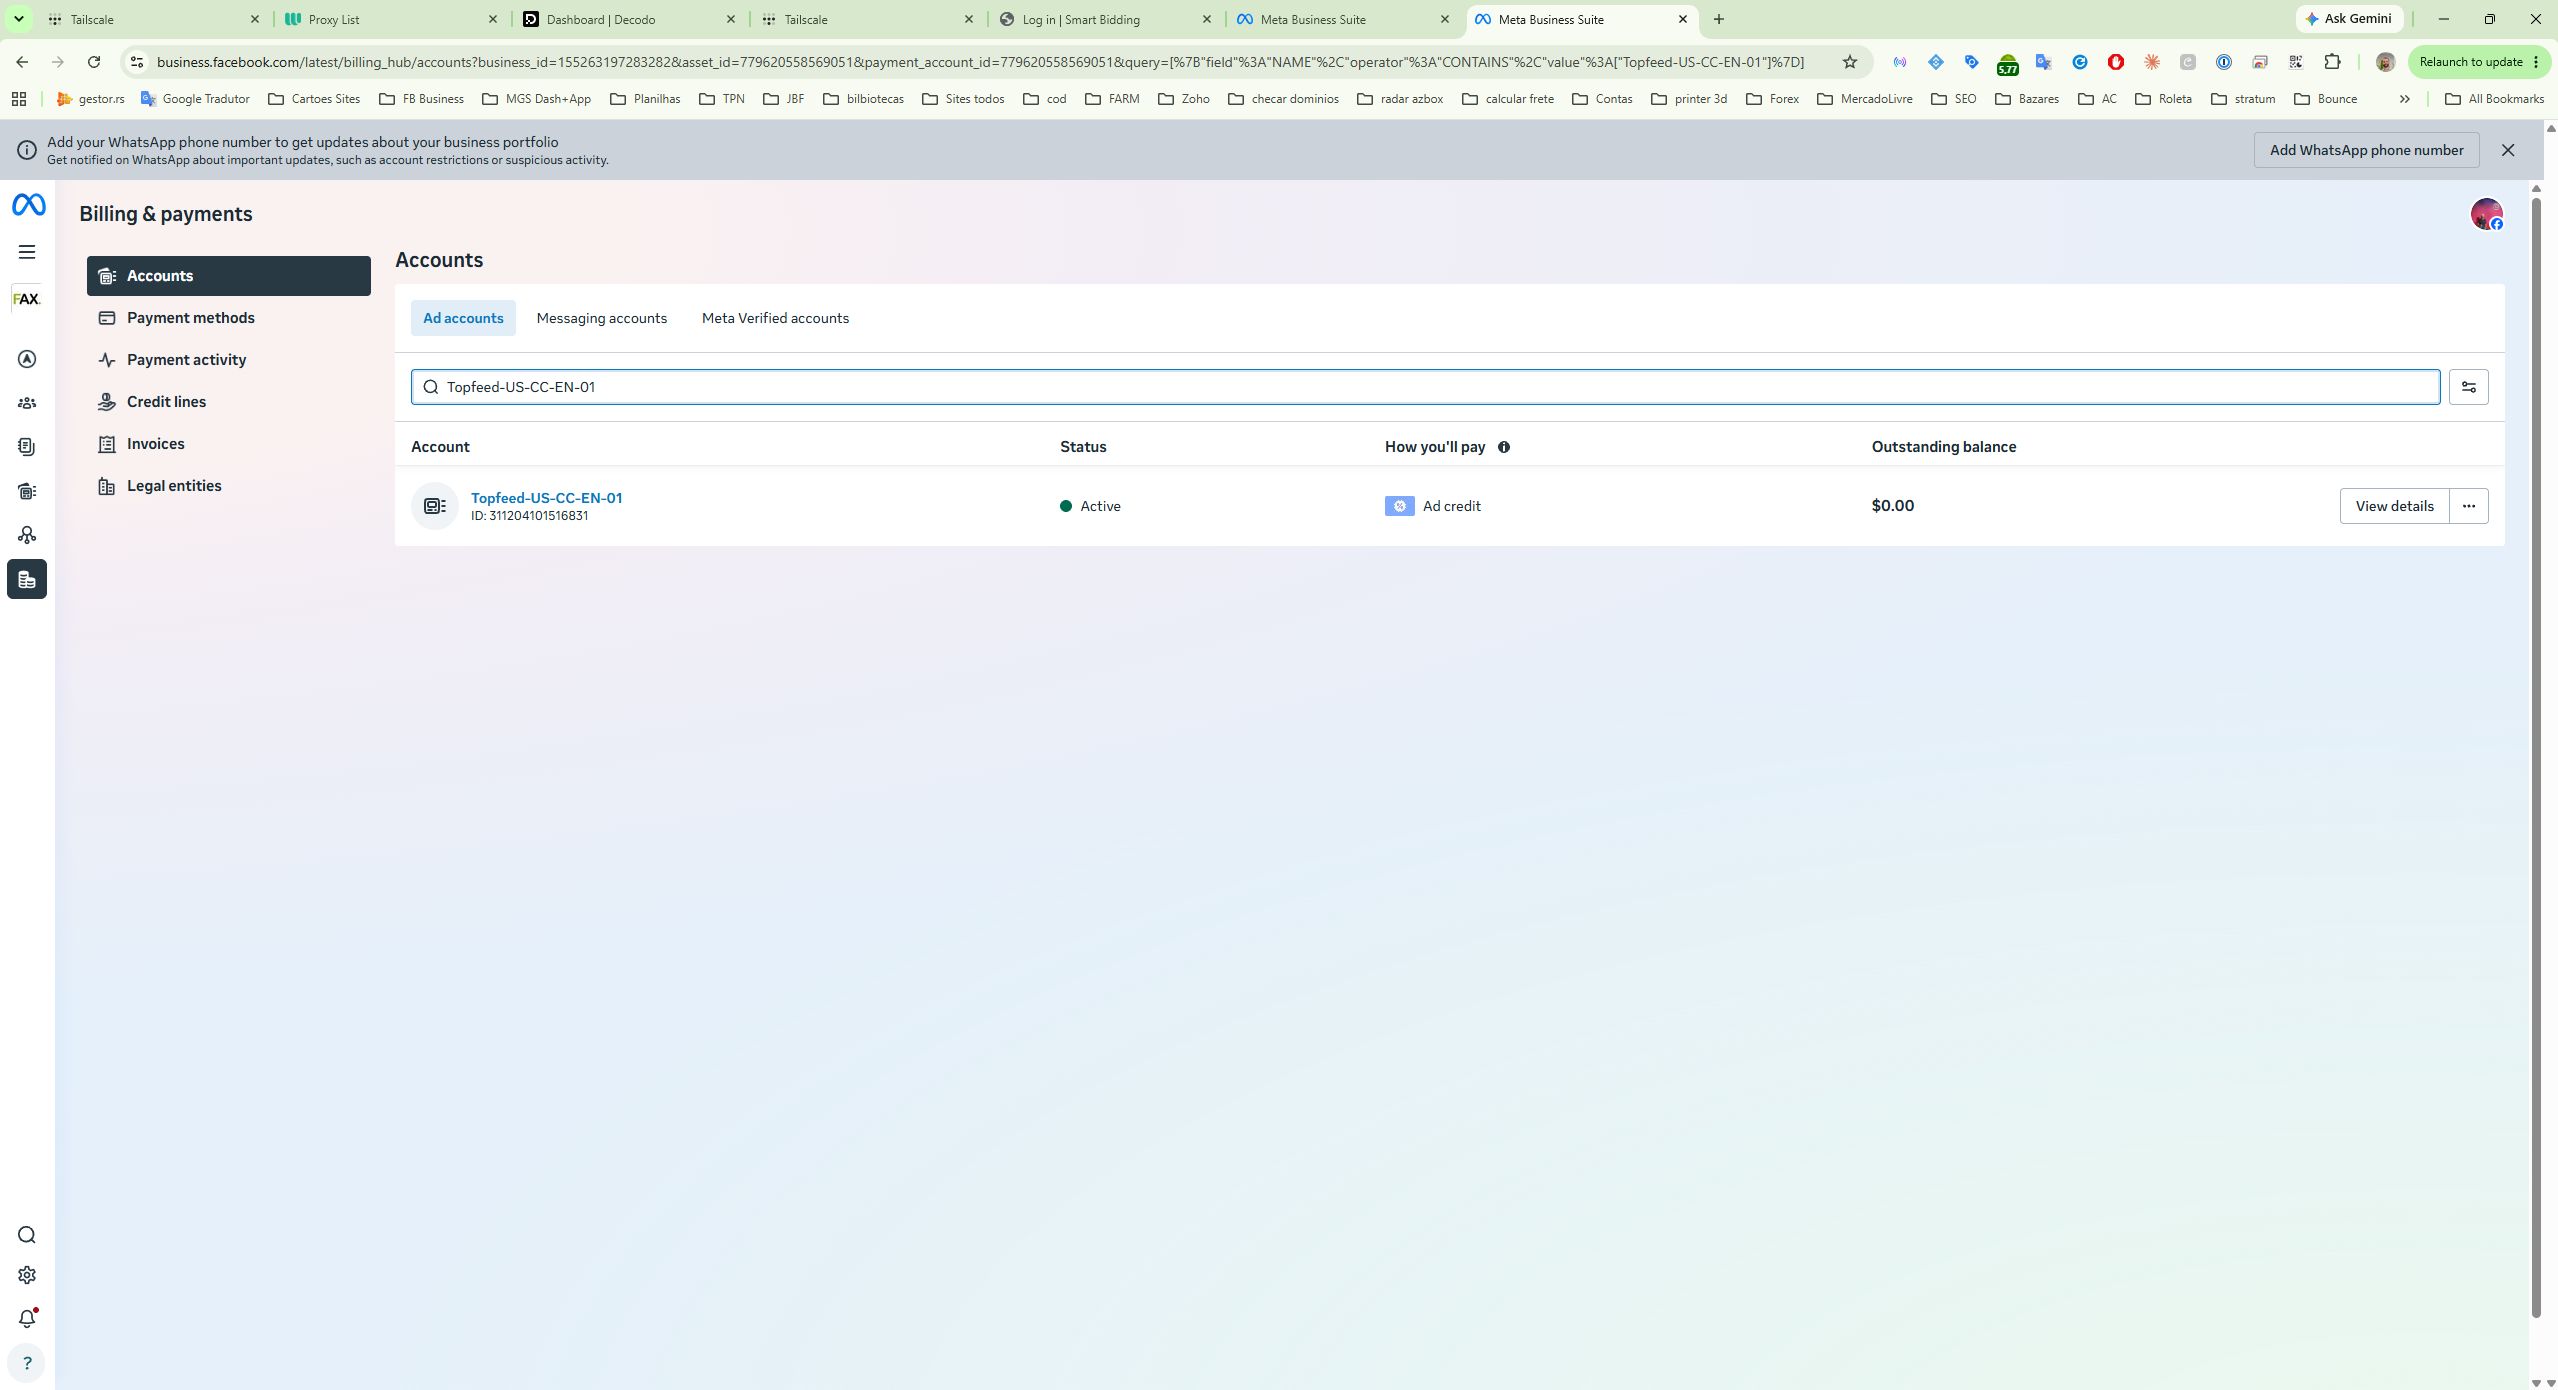 Tailscale
Proxy List
Dashboard | Decodo
Tailscale
Log in | Smart Bidding
Meta Business Suite
Meta Business Suite
Ask Gemini
business.facebook.com/latest/billing_hub/accounts?business_id=155263197283282&asset_id=779620558569051&payment_account_id=779620558569051&query=[%7B"field"%3A"NAME"%2C"operator"%3A"CONTAINS"%2C"value"%3A["Topfeed-US-CC-EN-01"]%7D]
5,77
Relaunch to update
gestor.rs
Google Tradutor
Cartoes Sites
FB Business
MGS Dash+App
Planilhas
TPN
JBF
bilbiotecas
Sites todos
cod
FARM
Zoho
checar dominios
radar azbox
calcular frete
Contas
printer 3d
Forex
MercadoLivre
SEO
Bazares
AC
Roleta
stratum
Bounce
All Bookmarks
Add your WhatsApp phone number to get updates about your business portfolio
Get notified on WhatsApp about important updates, such as account restrictions or suspicious activity.
Add WhatsApp phone number
Billing & payments
FAX.
Accounts
Payment methods
Payment activity
Credit lines
Invoices
Legal entities
Accounts
Ad accounts
Messaging accounts
Meta Verified accounts
Topfeed-US-CC-EN-01
Account
Status
How you'll pay
Outstanding balance
Topfeed-US-CC-EN-01
ID: 311204101516831
Active
Ad credit
$0.00
View details